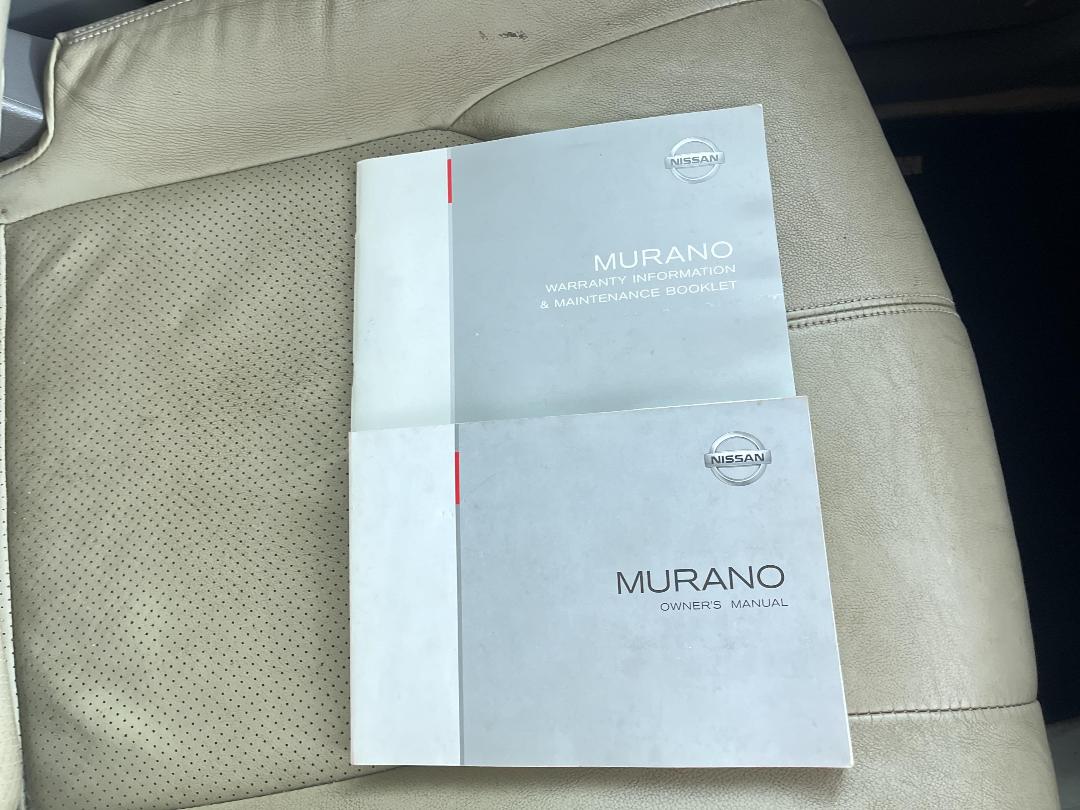 NISSAN
MURANO
WARRANTY INFORMATION
& MAINTENANCE BOOKLET
NISSAN
MURANO
OWNER'S MANUAL